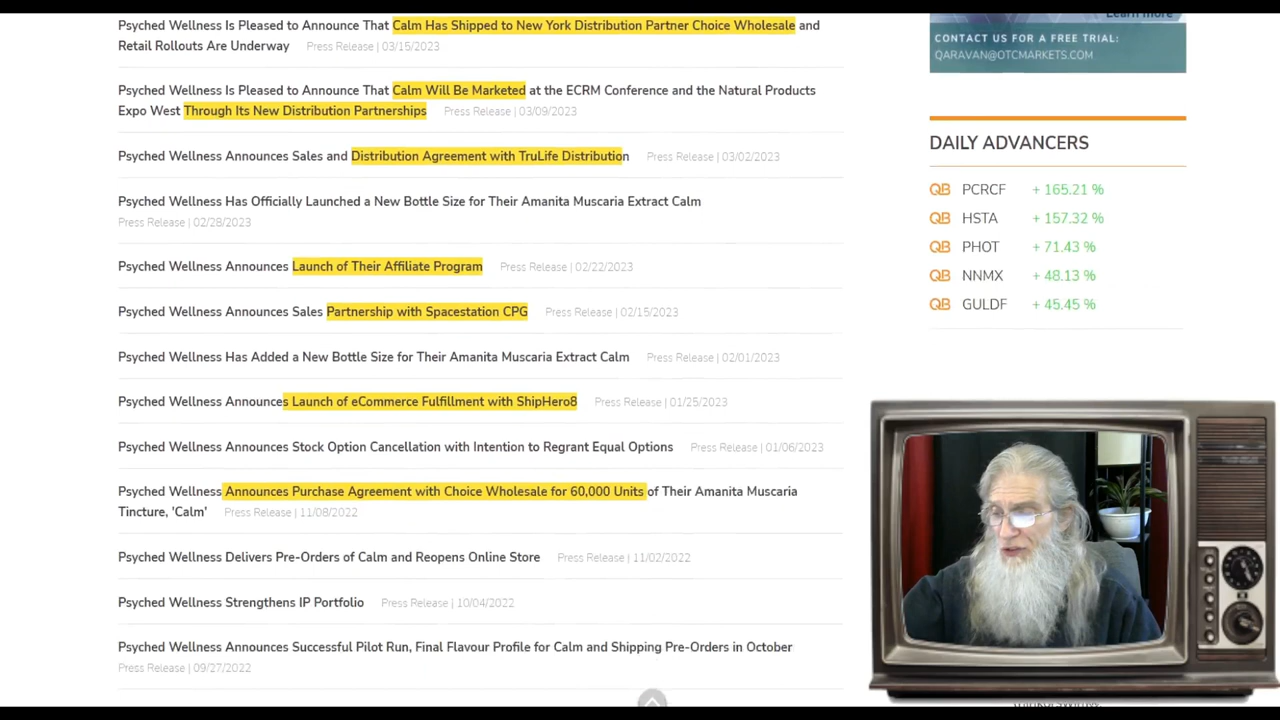 Psyched Wellness Is Pleased to Announce That Calm Has Shipped to New York Distribution Partner Choice Wholesale and
Retail Rollouts Are Underway Press Release | 03/15/2023
Psyched Wellness Is Pleased to Announce That Calm Will Be Marketed at the ECRM Conference and the Natural Products
Expo West Through Its New Distribution Partnerships Press Release | 03/09/2023
Psyched Wellness Announces Sales and Distribution Agreement with TruLife Distribution Press Release | 03/02/2023
Psyched Wellness Has Officially Launched a New Bottle Size for Their Amanita Muscaria Extract Calm
Press Release | 02/28/2023
Psyched Wellness Announces Launch of Their Affiliate Program Press Release | 02/22/2023
Psyched Wellness Announces Sales Partnership with Spacestation CPG Press Release | 02/15/2023
Psyched Wellness Has Added a New Bottle Size for Their Amanita Muscaria Extract Calm Press Release | 02/01/2023
Psyched Wellness Announces Launch of eCommerce Fulfillment with ShipHero8 Press Release | 01/25/2023
Psyched Wellness Announces Stock Option Cancellation with Intention to Regrant Equal Options Press Release | 01/06/2023
Psyched Wellness Announces Purchase Agreement with Choice Wholesale for 60,000 Units of Their Amanita Muscaria
Tincture, 'Calm' Press Release | 11/08/2022
Psyched Wellness Delivers Pre-Orders of Calm and Reopens Online Store Press Release | 11/02/2022
Psyched Wellness Strengthens IP Portfolio Press Release | 10/04/2022
Psyched Wellness Announces Successful Pilot Run, Final Flavour Profile for Calm and Shipping Pre-Orders in October
Press Release | 09/27/2022
Learn more
CONTACT US FOR A FREE TRIAL:
QARAVAN@OTCMARKETS.COM
DAILY ADVANCERS
QB PCRCF + 165.21 %
QB HSTA + 157.32 %
QB PHOT + 71.43 %
QB NNMX + 48.13 %
QB GULDF + 45.45 %